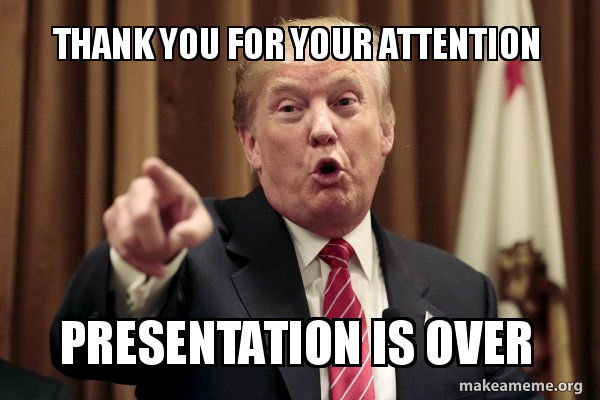 THANK YOU FOR YOUR ATTENTION
PRESENTATION IS OVER
makeameme.org